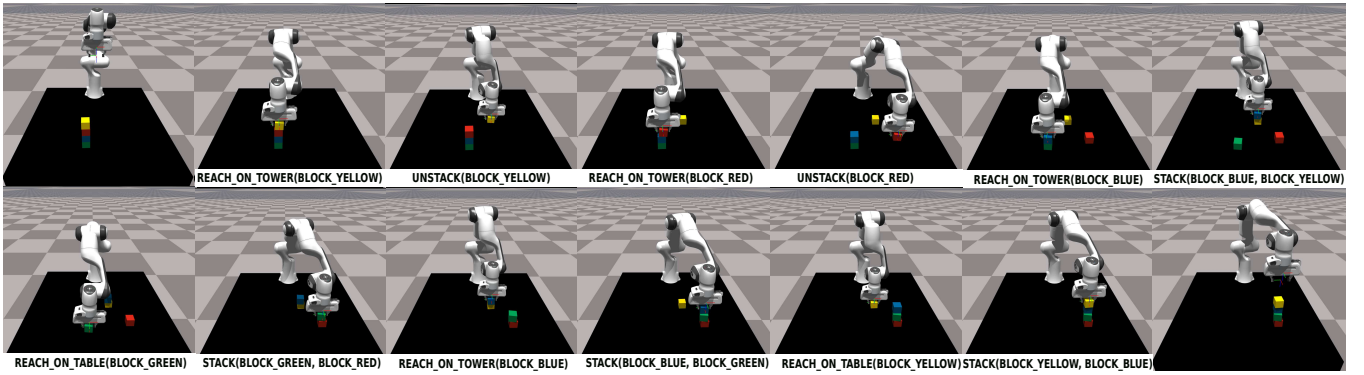 REACH_ON_TOWER(BLOCK_YELLOW)
UNSTACK(BLOCK_YELLOW)
REACH_ON_TOWER(BLOCK_RED)
UNSTACK(BLOCK_RED)
REACH_ON_TOWER(BLOCK_BLUE)
STACK(BLOCK_BLUE, BLOCK_YELLOW)
REACH_ON_TABLE(BLOCK_GREEN)
STACK(BLOCK_GREEN, BLOCK_RED)
REACH_ON_TOWER(BLOCK_BLUE)
STACK(BLOCK_BLUE, BLOCK_GREEN)
REACH_ON_TABLE(BLOCK_YELLOW)
STACK(BLOCK_YELLOW, BLOCK_BLUE)